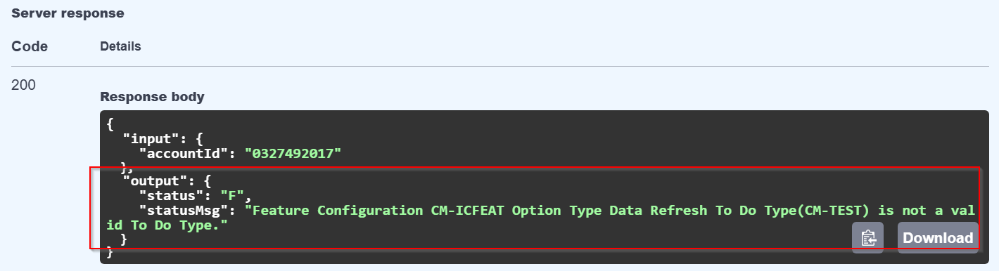 Server response
Code Details
200
Response body
{
"input": {
"accountId": "0327492017"
},
"output": {
"status": "F",
"statusMsg": "Feature Configuration CM-ICFEAT Option Type Data Refresh To Do Type(CM-TEST) is not a val
id To Do Type."
}
}
Download